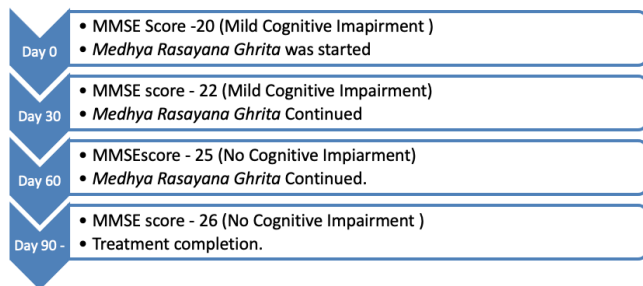 Day 0
• MMSE Score -20 (Mild Cognitive Imapirment )
• Medhya Rasayana Ghrita was started
Day 30
• MMSE score - 22 (Mild Cognitive Impairment)
• Medhya Rasayana Ghrita Continued
Day 60
• MMSEscore - 25 (No Cognitive Impiarment)
• Medhya Rasayana Ghrita Continued.
Day 90 -
• MMSE score - 26 (No Cognitive Impairment )
• Treatment completion.